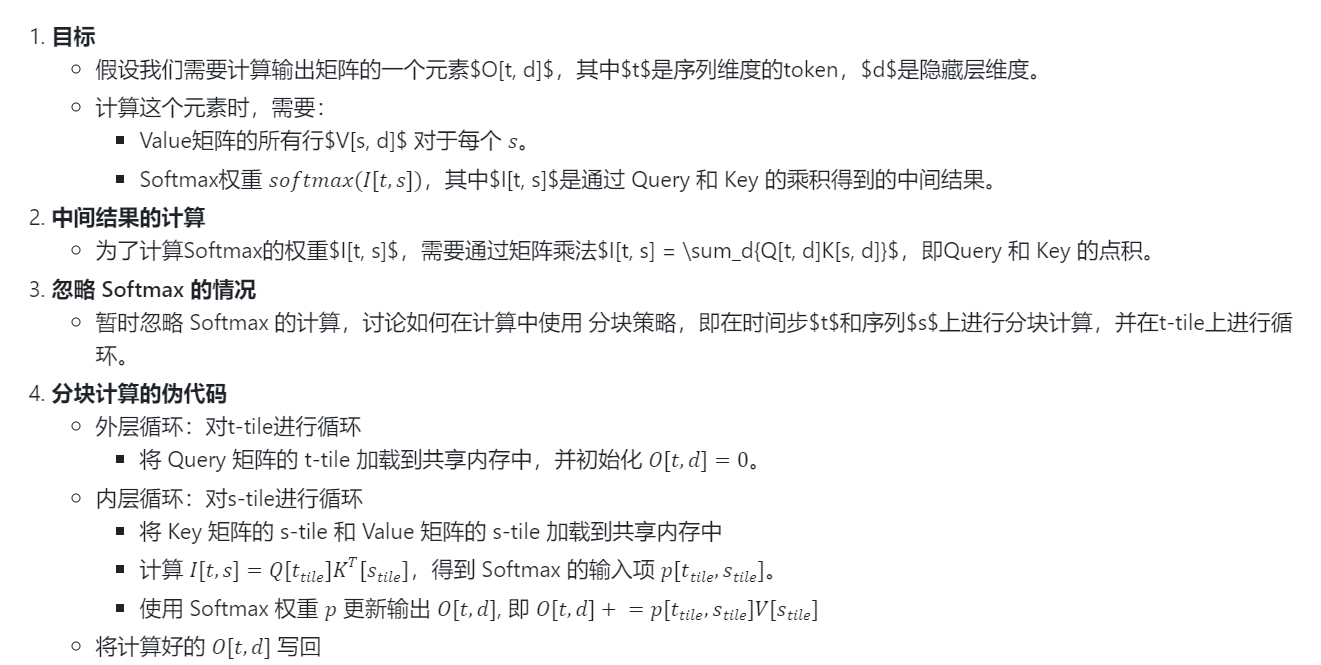 1. 目标
○ 假设我们需要计算输出矩阵的一个元素$O[t, d]$，其中$t$是序列维度的token，$d$是隐藏层维度。
○ 计算这个元素时，需要：
■ Value矩阵的所有行$V[s, d]$ 对于每个 s。
■ Softmax权重 softmax(I[t,s])，其中$I[t, s]$是通过 Query 和 Key 的乘积得到的中间结果。
2. 中间结果的计算
○ 为了计算Softmax的权重$I[t, s]$，需要通过矩阵乘法$I[t, s] = \sum_d{Q[t, d]K[s, d]}$，即Query 和 Key 的点积。
3. 忽略 Softmax 的情况
○ 暂时忽略 Softmax 的计算，讨论如何在计算中使用 分块策略，即在时间步$t$和序列$s$上进行分块计算，并在t-tile上进行循
环。
4. 分块计算的伪代码
○ 外层循环：对t-tile进行循环
■ 将 Query 矩阵的 t-tile 加载到共享内存中，并初始化 O[t,d] = 0。
○ 内层循环：对s-tile进行循环
■ 将 Key 矩阵的 s-tile 和 Value 矩阵的 s-tile 加载到共享内存中
■ 计算 I[t,s] = Q[t_{tile}]K^T[s_{tile}]，得到 Softmax 的输入项 p[t_{tile}, s_{tile}]。
■ 使用 Softmax 权重 p 更新输出 O[t,d], 即 O[t,d] + = p[t_{tile}, s_{tile}]V[s_{tile}]
○ 将计算好的 O[t,d] 写回